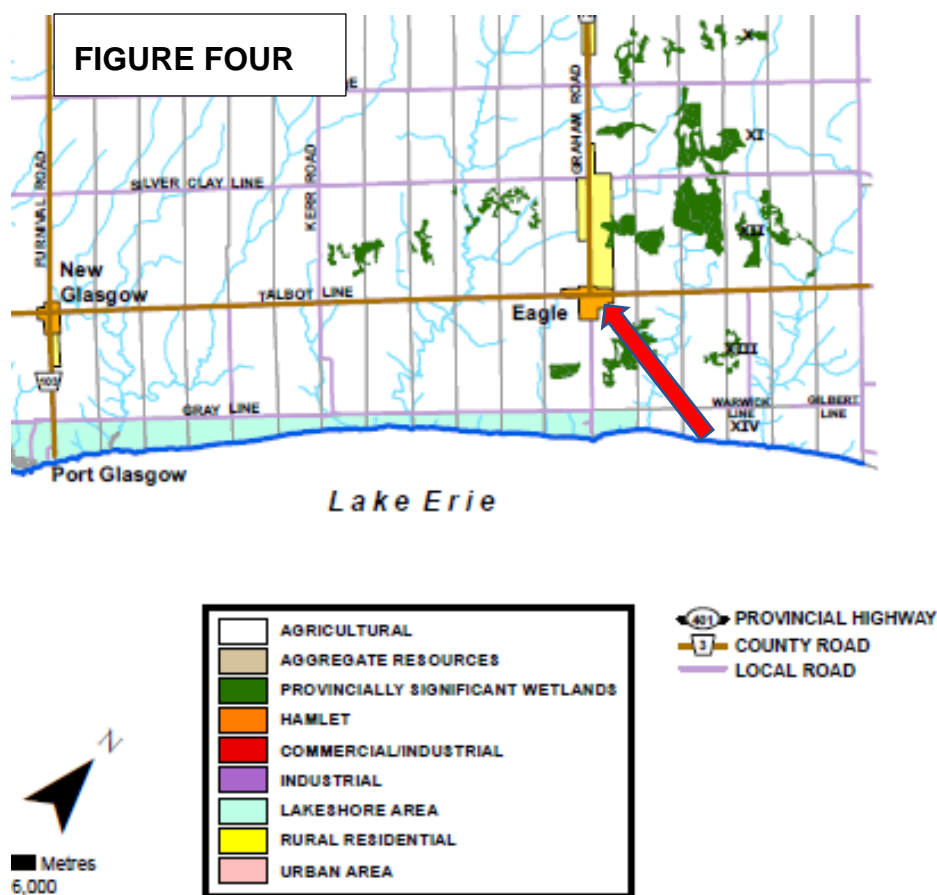 FIGURE FOUR
X
XI
XII
XIII
XIV
FURNIVAL ROAD
SILVER CLAY LINE
KERR ROAD
GRAHAM ROAD
New
Glasgow
TALBOT LINE
Eagle
103
GRAY LINE
WARWICK
LINE
GILBERT
LINE
Port Glasgow
Lake Erie
AGRICULTURAL
AGGREGATE RESOURCES
PROVINCIALLY SIGNIFICANT WETLANDS
HAMLET
COMMERCIAL/INDUSTRIAL
INDUSTRIAL
LAKESHORE AREA
RURAL RESIDENTIAL
URBAN AREA
401 PROVINCIAL HIGHWAY
3 COUNTY ROAD
LOCAL ROAD
N
Metres
6,000